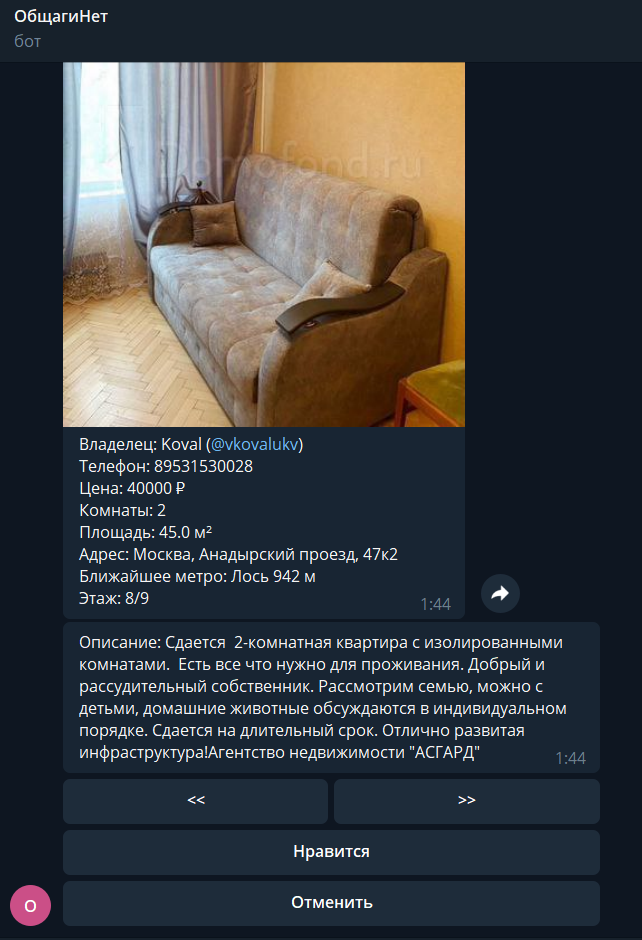 ОбщагиНет
бот
Domofond.ru
Владелец: Koval (@vkovalukv)
Телефон: 89531530028
Цена: 40000 ₽
Комнаты: 2
Площадь: 45.0 м²
Адрес: Москва, Анадырский проезд, 47к2
Ближайшее метро: Лось 942 м
Этаж: 8/9
1:44
Описание: Сдается  2-комнатная квартира с изолированными
комнатами.  Есть все что нужно для проживания. Добрый и
рассудительный собственник. Рассмотрим семью, можно с
детьми, домашние животные обсуждаются в индивидуальном
порядке. Сдается на длительный срок. Отлично развитая
инфраструктура!Агентство недвижимости "АСГАРД"
1:44
<< >>
Нравится
О
Отменить